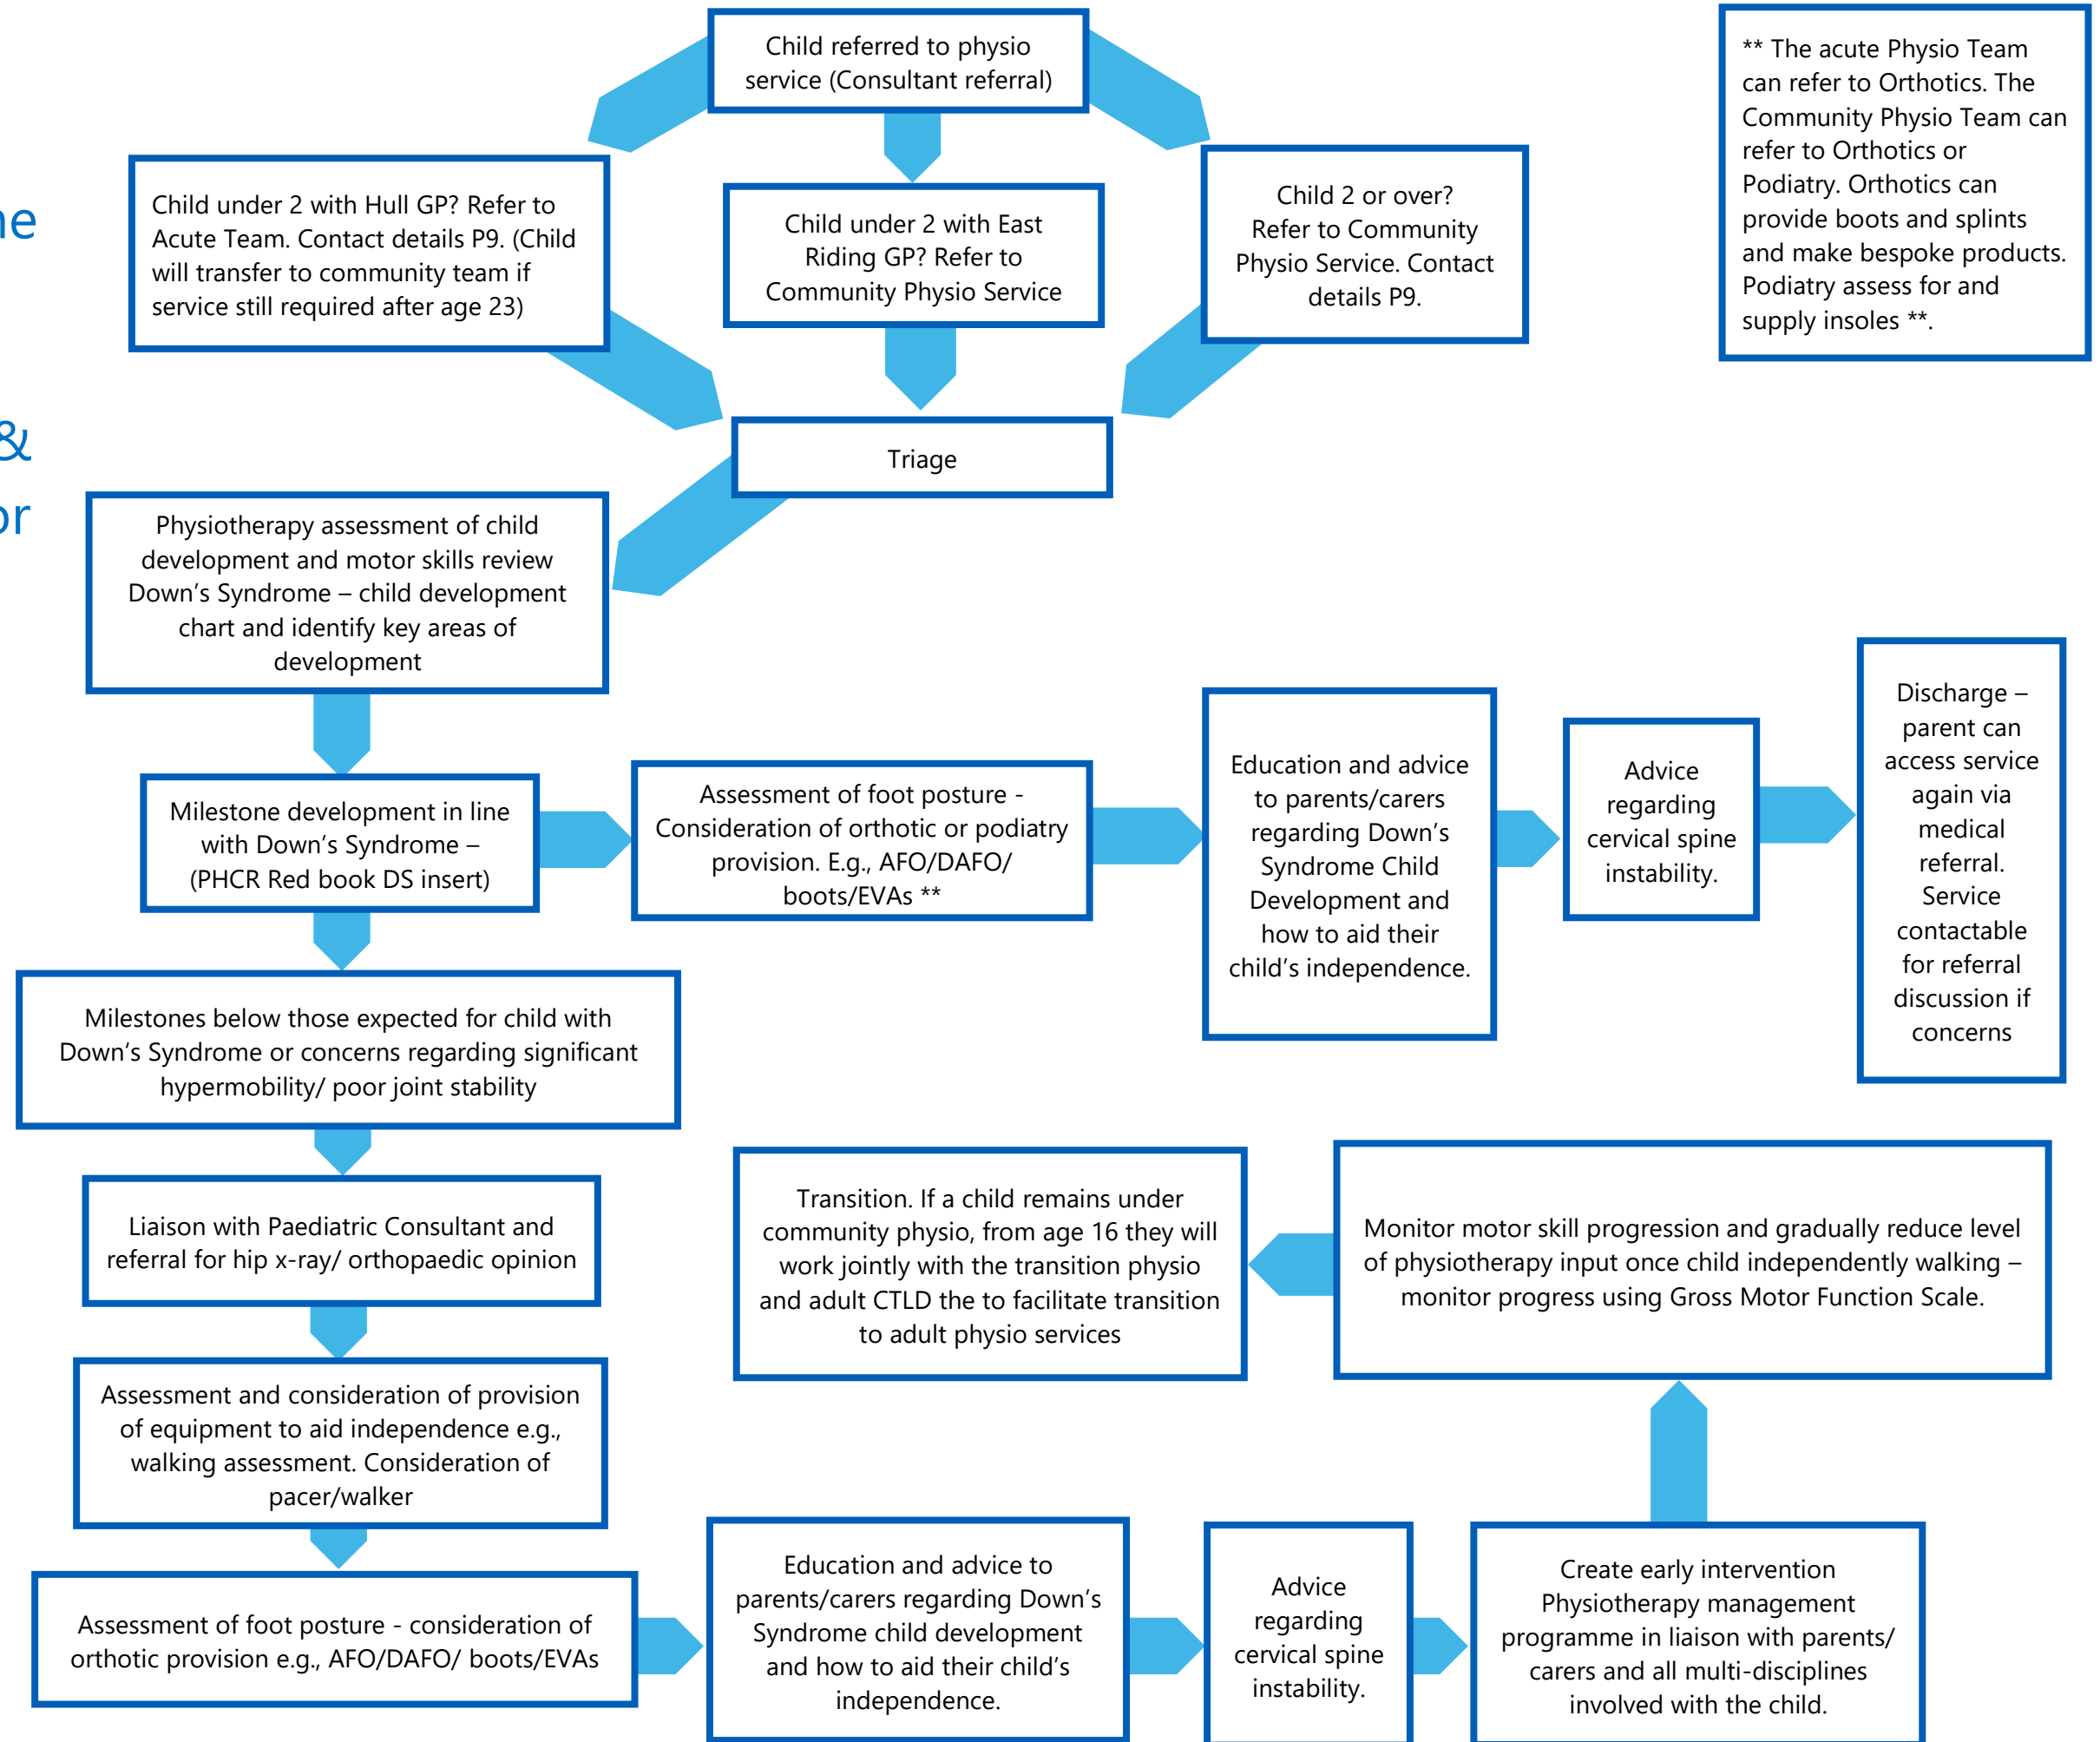 ne
&
or
Child referred to physio
service (Consultant referral)
** The acute Physio Team
can refer to Orthotics. The
Community Physio Team can
refer to Orthotics or
Podiatry. Orthotics can
provide boots and splints
and make bespoke products.
Podiatry assess for and
supply insoles **.
Child under 2 with Hull GP? Refer to
Acute Team. Contact details P9. (Child
will transfer to community team if
service still required after age 23)
Child under 2 with East
Riding GP? Refer to
Community Physio Service
Child 2 or over?
Refer to Community
Physio Service. Contact
details P9.
Triage
Physiotherapy assessment of child
development and motor skills review
Down's Syndrome – child development
chart and identify key areas of
development
Milestone development in line
with Down's Syndrome –
(PHCR Red book DS insert)
Assessment of foot posture -
Consideration of orthotic or podiatry
provision. E.g., AFO/DAFO/
boots/EVAs **
Education and advice
to parents/carers
regarding Down's
Syndrome Child
Development and
how to aid their
child's independence.
Advice
regarding
cervical spine
instability.
Discharge –
parent can
access service
again via
medical
referral.
Service
contactable
for referral
discussion if
concerns
Milestones below those expected for child with
Down's Syndrome or concerns regarding significant
hypermobility/ poor joint stability
Liaison with Paediatric Consultant and
referral for hip x-ray/ orthopaedic opinion
Transition. If a child remains under
community physio, from age 16 they will
work jointly with the transition physio
and adult CTLD the to facilitate transition
to adult physio services
Monitor motor skill progression and gradually reduce level
of physiotherapy input once child independently walking –
monitor progress using Gross Motor Function Scale.
Assessment and consideration of provision
of equipment to aid independence e.g.,
walking assessment. Consideration of
pacer/walker
Assessment of foot posture - consideration of
orthotic provision e.g., AFO/DAFO/ boots/EVAs
Education and advice to
parents/carers regarding Down's
Syndrome child development
and how to aid their child's
independence.
Advice
regarding
cervical spine
instability.
Create early intervention
Physiotherapy management
programme in liaison with parents/
carers and all multi-disciplines
involved with the child.